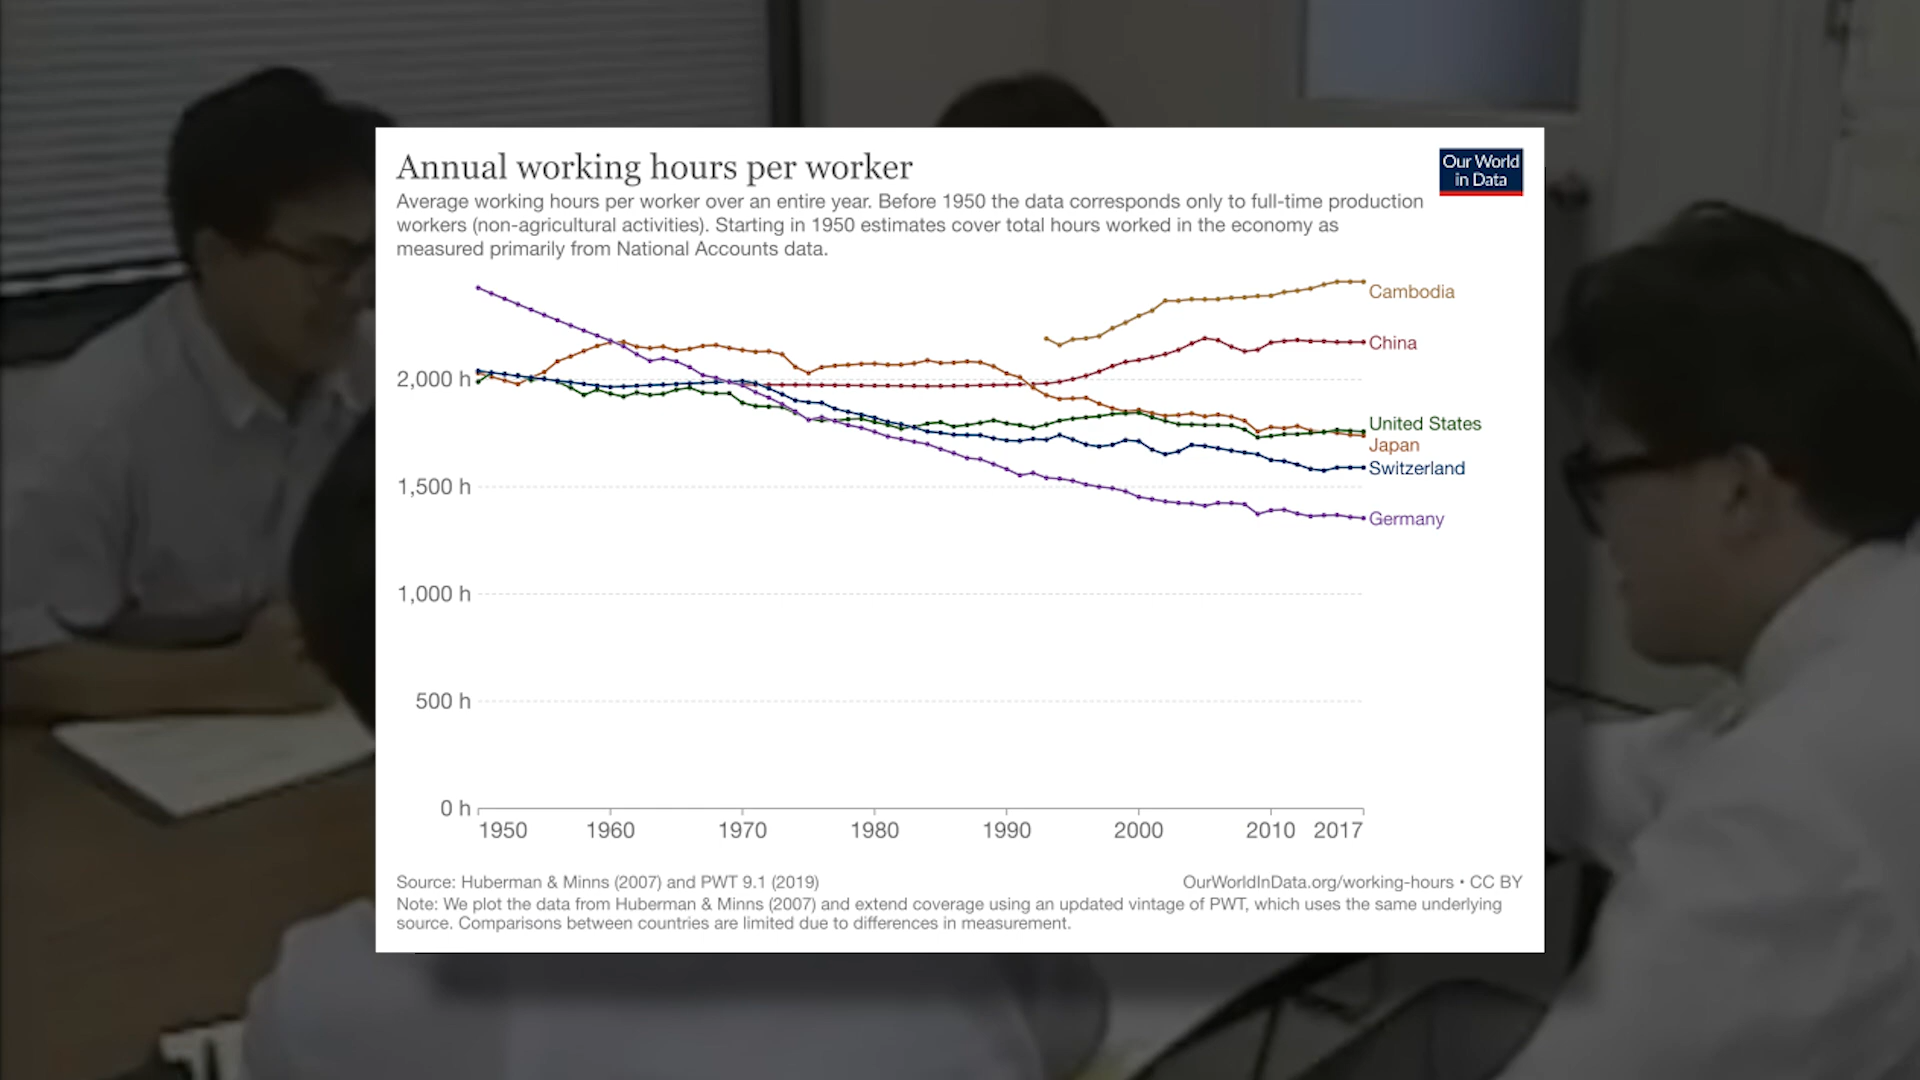 Annual working hours per worker
Our World
in Data
Average working hours per worker over an entire year. Before 1950 the data corresponds only to full-time production
workers (non-agricultural activities). Starting in 1950 estimates cover total hours worked in the economy as
measured primarily from National Accounts data.
Cambodia
China
2,000 h
United States
Japan
Switzerland
1,500 h
Germany
1,000 h
500 h
0 h
1950 1960 1970 1980 1990 2000 2010 2017
Source: Huberman & Minns (2007) and PWT 9.1 (2019)
OurWorldInData.org/working-hours • CC BY
Note: We plot the data from Huberman & Minns (2007) and extend coverage using an updated vintage of PWT, which uses the same underlying
source. Comparisons between countries are limited due to differences in measurement.